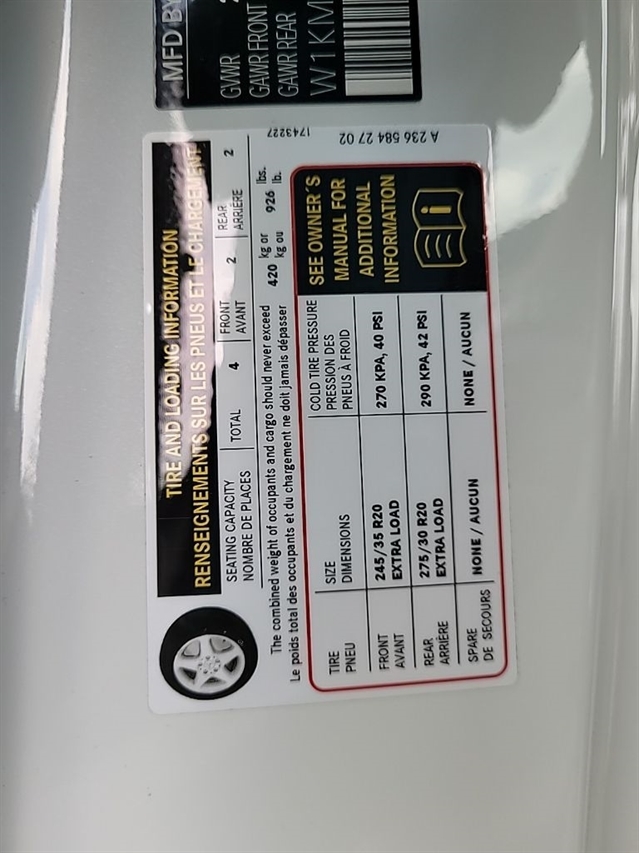 MFD BY
GVWR
GAWR FRONT
GAWR REAR
W1KM
TIRE AND LOADING INFORMATION
RENSEIGNEMENTS SUR LES PNEUS ET LE CHARGEMENT
SEATING CAPACITY
NOMBRE DE PLACES
TOTAL 4
FRONT
AVANT
2
REAR
ARRIÈRE
2
The combined weight of occupants and cargo should never exceed
Le poids total des occupants et du chargement ne doit jamais dépasser
420 kg or 926 lbs.
kg ou lb.
TIRE
PNEU
SIZE
DIMENSIONS
COLD TIRE PRESSURE
PRESSION DES
PNEUS À FROID
FRONT
AVANT
245/35 R20
EXTRA LOAD
270 KPA, 40 PSI
REAR
ARRIÈRE
275/30 R20
EXTRA LOAD
290 KPA, 42 PSI
SPARE
DE SECOURS
NONE / AUCUN
NONE / AUCUN
SEE OWNER´S
MANUAL FOR
ADDITIONAL
INFORMATION
i
1743227
A 236 584 27 02